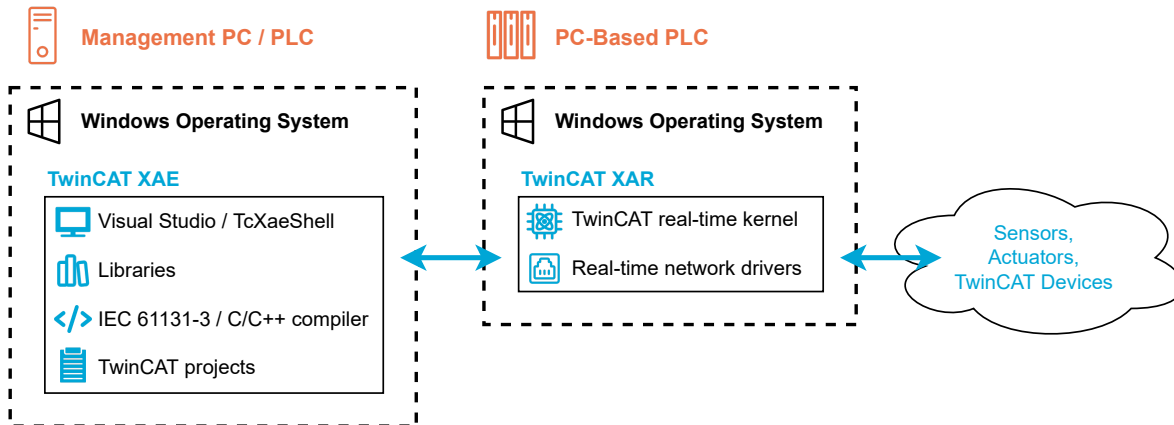 Management PC / PLC
Windows Operating System
TwinCAT XAE
Visual Studio / TcXaeShell
Libraries
IEC 61131-3 / C/C++ compiler
TwinCAT projects
PC-Based PLC
Windows Operating System
TwinCAT XAR
TwinCAT real-time kernel
Real-time network drivers
Sensors,
Actuators,
TwinCAT Devices